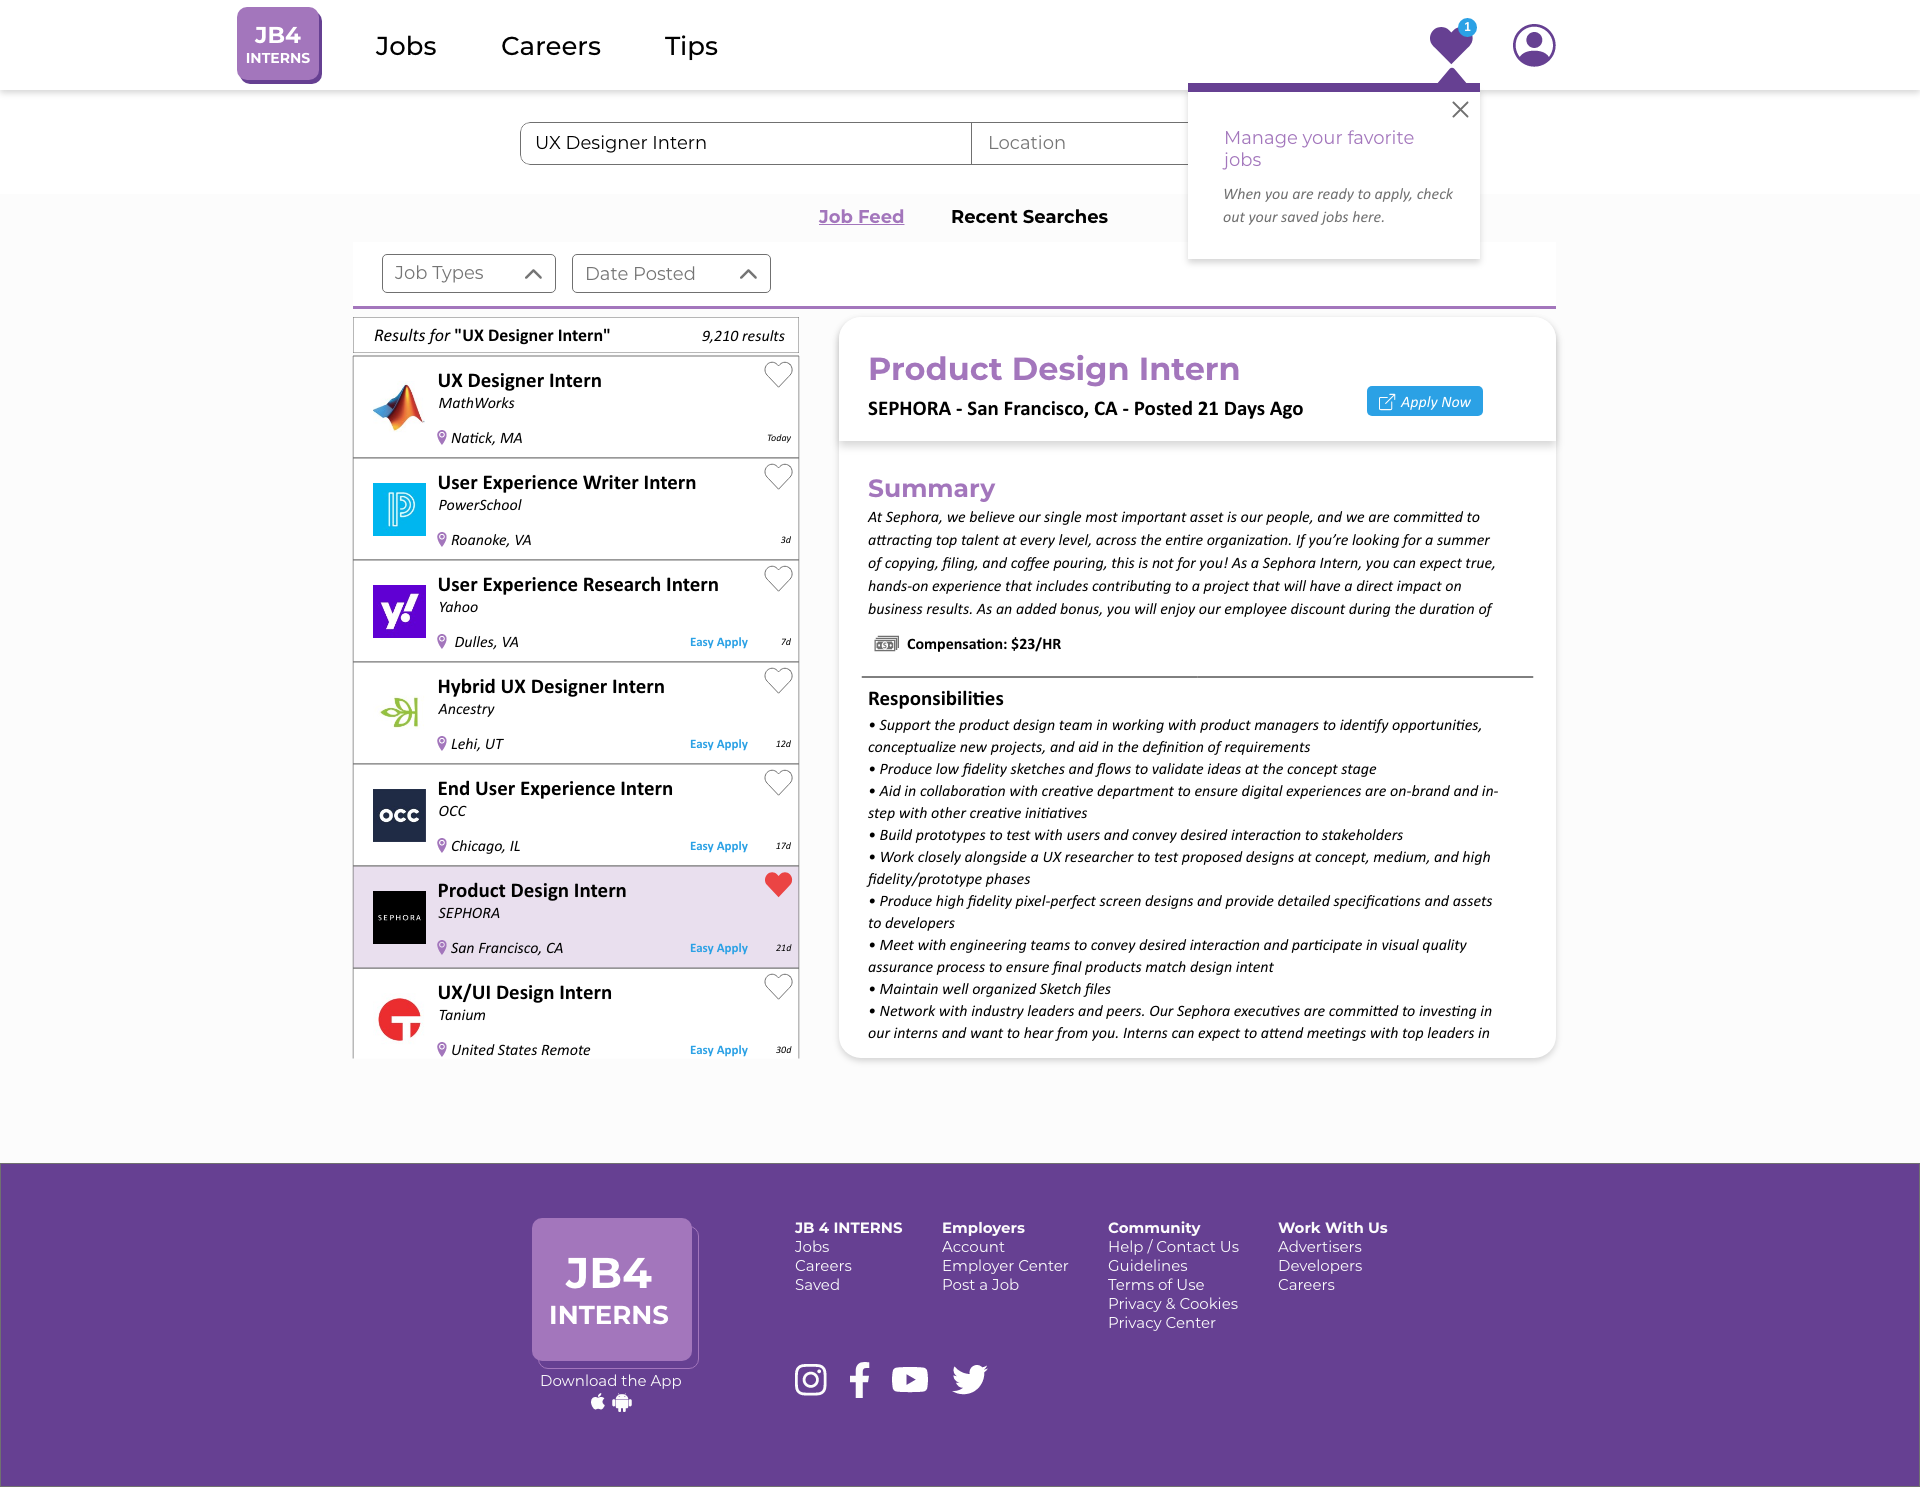 JB4
INTERNS
Jobs
Careers
Tips
1
Manage your favorite
jobs
When you are ready to apply, check
out your saved jobs here.
UX Designer Intern
Location
Job Feed
Recent Searches
Job Types
Date Posted
Results for "UX Designer Intern"
9,210 results
UX Designer Intern
MathWorks
Natick, MA
Today
User Experience Writer Intern
PowerSchool
Roanoke, VA
3d
User Experience Research Intern
Yahoo
y!
Dulles, VA
Easy Apply
7d
Hybrid UX Designer Intern
Ancestry
Lehi, UT
Easy Apply
12d
End User Experience Intern
OCC
OCC
Chicago, IL
Easy Apply
17d
Product Design Intern
SEPHORA
SEPHORA
San Francisco, CA
Easy Apply
21d
UX/UI Design Intern
Tanium
United States Remote
Easy Apply
30d
Product Design Intern
SEPHORA - San Francisco, CA - Posted 21 Days Ago
Apply Now
Summary
At Sephora, we believe our single most important asset is our people, and we are committed to
attracting top talent at every level, across the entire organization. If you’re looking for a summer
of copying, filing, and coffee pouring, this is not for you! As a Sephora Intern, you can expect true,
hands-on experience that includes contributing to a project that will have a direct impact on
business results. As an added bonus, you will enjoy our employee discount during the duration of
Compensation: $23/HR
Responsibilities
• Support the product design team in working with product managers to identify opportunities,
conceptualize new projects, and aid in the definition of requirements
• Produce low fidelity sketches and flows to validate ideas at the concept stage
• Aid in collaboration with creative department to ensure digital experiences are on-brand and in-
step with other creative initiatives
• Build prototypes to test with users and convey desired interaction to stakeholders
• Work closely alongside a UX researcher to test proposed designs at concept, medium, and high
fidelity/prototype phases
• Produce high fidelity pixel-perfect screen designs and provide detailed specifications and assets
to developers
• Meet with engineering teams to convey desired interaction and participate in visual quality
assurance process to ensure final products match design intent
• Maintain well organized Sketch files
• Network with industry leaders and peers. Our Sephora executives are committed to investing in
our interns and want to hear from you. Interns can expect to attend meetings with top leaders in
JB4
INTERNS
Download the App
JB 4 INTERNS
Jobs
Careers
Saved
Employers
Account
Employer Center
Post a Job
Community
Help / Contact Us
Guidelines
Terms of Use
Privacy & Cookies
Privacy Center
Work With Us
Advertisers
Developers
Careers